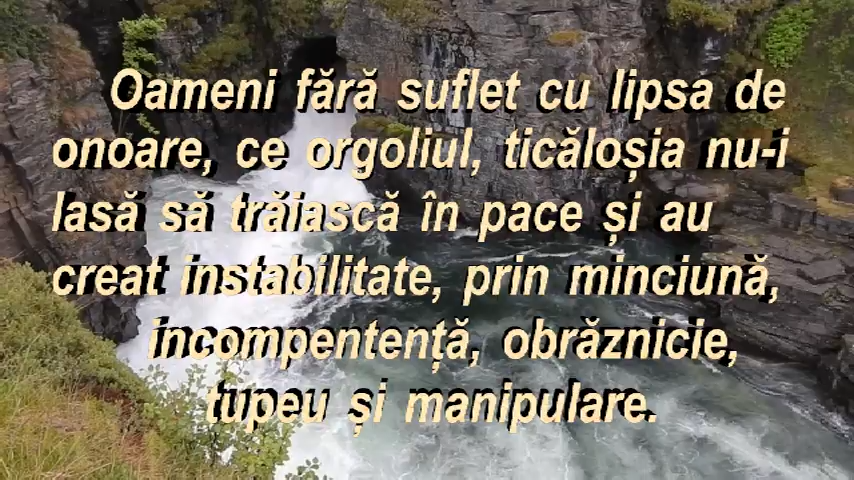 Oameni fără suflet cu lipsa de
onoare, ce orgoliul, ticăloșia nu-i
lasă să trăiască în pace și au
creat instabilitate, prin minciună,
incompentență, obrăznicie,
tupeu și manipulare.